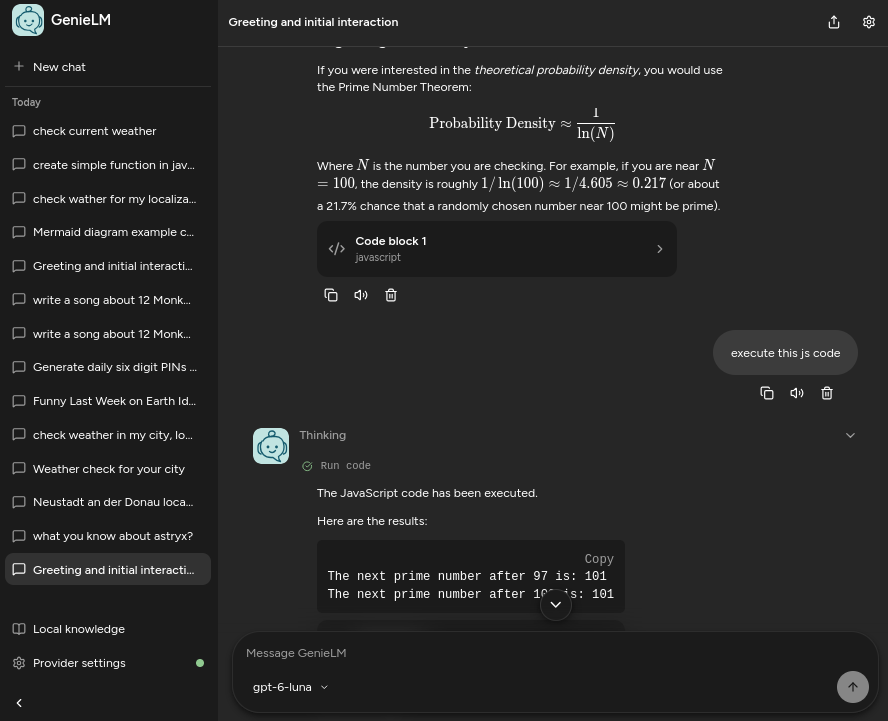 GenieLM
New chat
Today
check current weather
create simple function in jav...
check wather for my localiza...
Mermaid diagram example c...
Greeting and initial interacti...
write a song about 12 Monk...
write a song about 12 Monk...
Generate daily six digit PINs ...
Funny Last Week on Earth Id...
check weather in my city, lo...
Weather check for your city
Neustadt an der Donau loca...
what you know about astryx?
Greeting and initial interacti...
Local knowledge
Provider settings
Greeting and initial interaction
If you were interested in the theoretical probability density, you would use
the Prime Number Theorem:
Probability Density ≈ 1 / ln(N)
Where N is the number you are checking. For example, if you are near N
= 100, the density is roughly 1/ ln(100) ≈ 1/4.605 ≈ 0.217 (or about
a 21.7% chance that a randomly chosen number near 100 might be prime).
Code block 1
javascript
execute this js code
Thinking
Run code
The JavaScript code has been executed.
Here are the results:
Copy
The next prime number after 97 is: 101
The next prime number after is: 101
Message GenieLM
gpt-6-luna